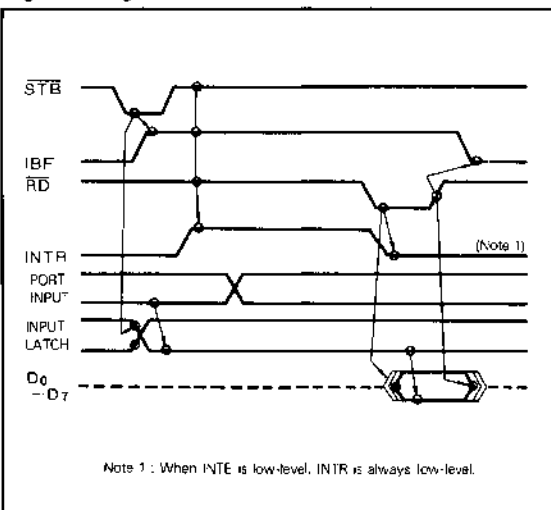 STB
IBF
RD
INTR
(Note 1)
PORT
INPUT
INPUT
LATCH
D0
-D7
Note 1 : When INTE is low-level, INTR is always low-level.